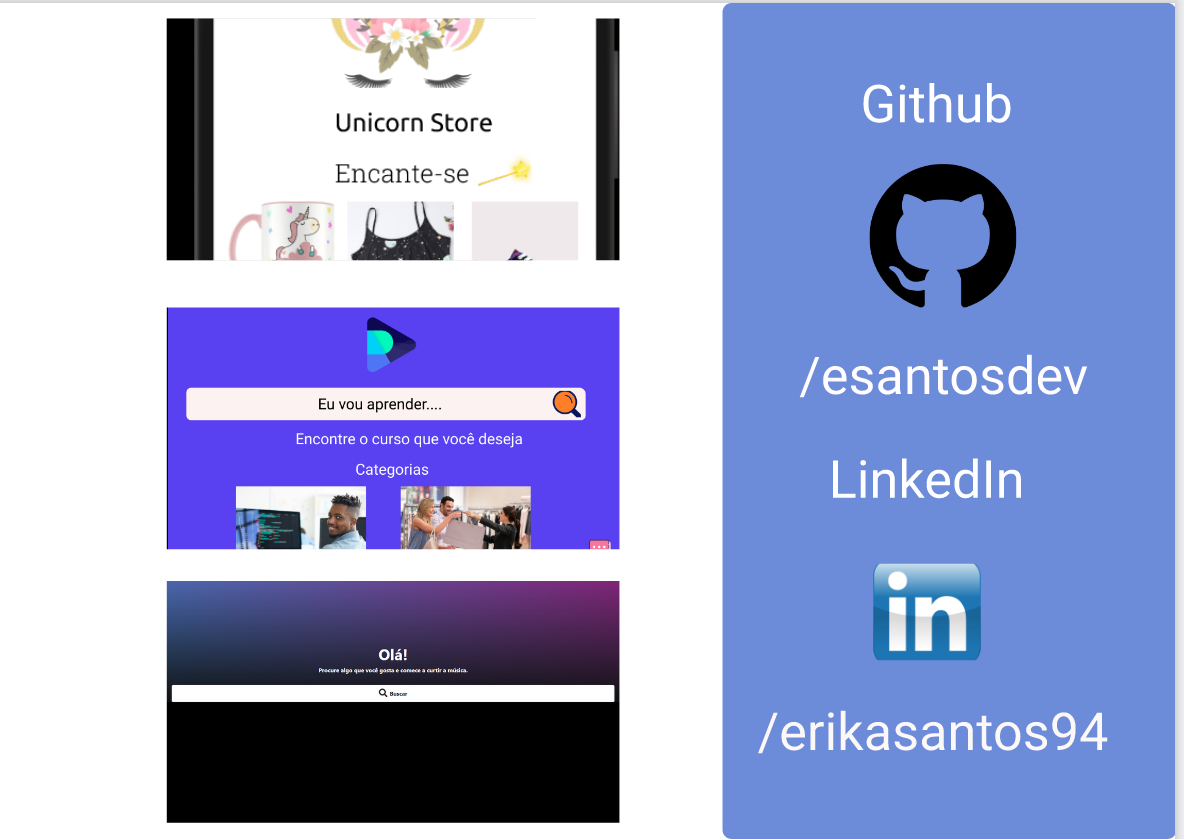 Unicorn Store
Encante-se
Eu vou aprender....
Encontre o curso que você deseja
Categorias
Olá!
Procure algo que você gosta e comece a curtir a música.
Buscar
Github
/esantosdev
LinkedIn
in
/erikasantos94